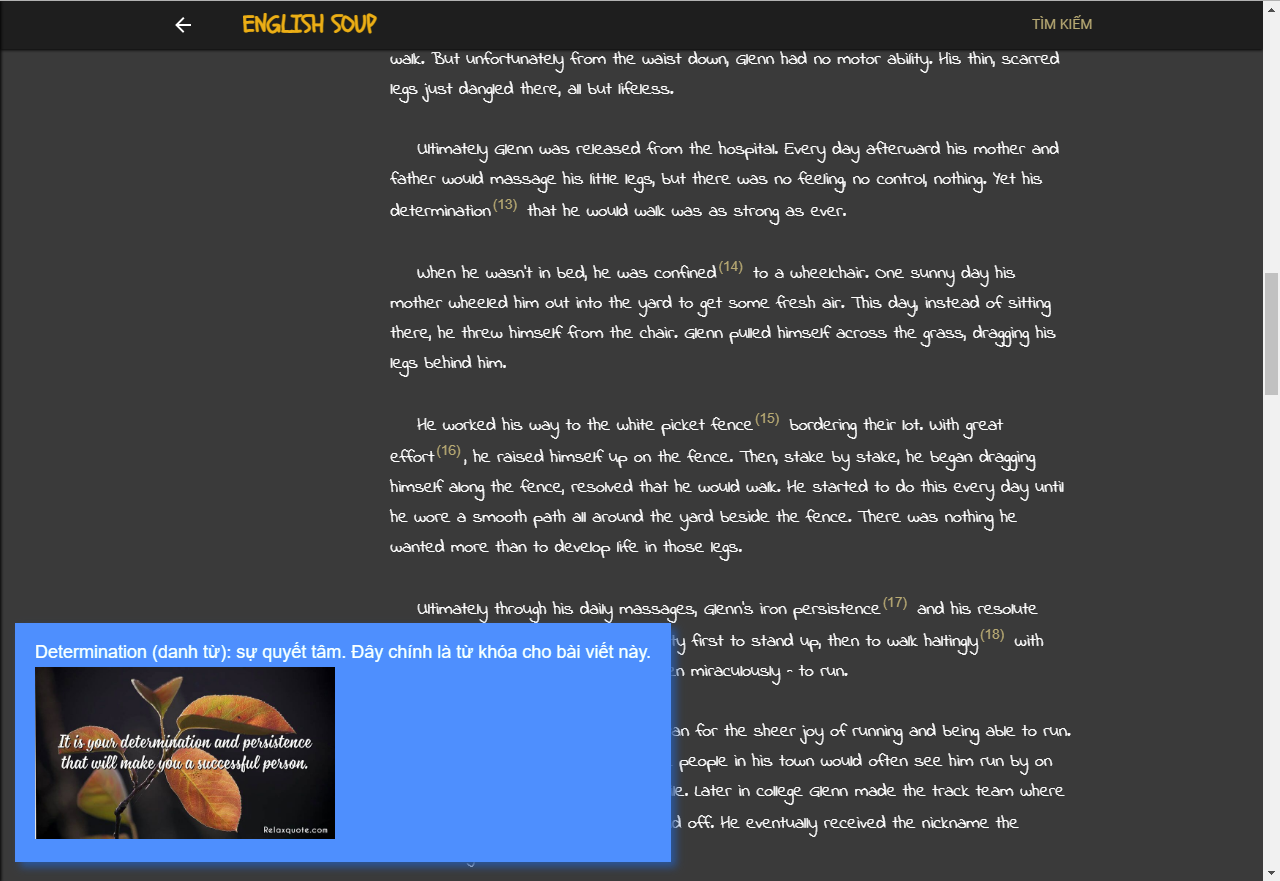 ENGLISH SOUP
TÌM KIẾM
walk. But unfortunately from the waist down, Glenn had no motor ability. His thin, scarred
legs just dangled there, all but lifeless.
Ultimately Glenn was released from the hospital. Every day afterward his mother and
father would massage his little legs, but there was no feeling, no control, nothing. Yet his
determination(13) that he would walk was as strong as ever.
When he wasn't in bed, he was confined(14) to a wheelchair. One sunny day his
mother wheeled him out into the yard to get some fresh air. This day, instead of sitting
there, he threw himself from the chair. Glenn pulled himself across the grass, dragging his
legs behind him.
He worked his way to the white picket fence(15) bordering their lot. With great
effort(16), he raised himself up on the fence. Then, stake by stake, he began dragging
himself along the fence, resolved that he would walk. He started to do this every day until
he wore a smooth path all around the yard beside the fence. There was nothing he
wanted more than to develop life in those legs.
Ultimately through his daily massages, Glenn's iron persistence(17) and his resolute
ty first to stand up, then to walk haltingly(18) with
n miraculously - to run.
an for the sheer joy of running and being able to run.
people in his town would often see him run by on
le. Later in college Glenn made the track team where
d off. He eventually received the nickname the
Determination (danh từ): sự quyết tâm. Đây chính là từ khóa cho bài viết này.
It is your determination and persistence
that will make you a successful person.
Relaxquote.com